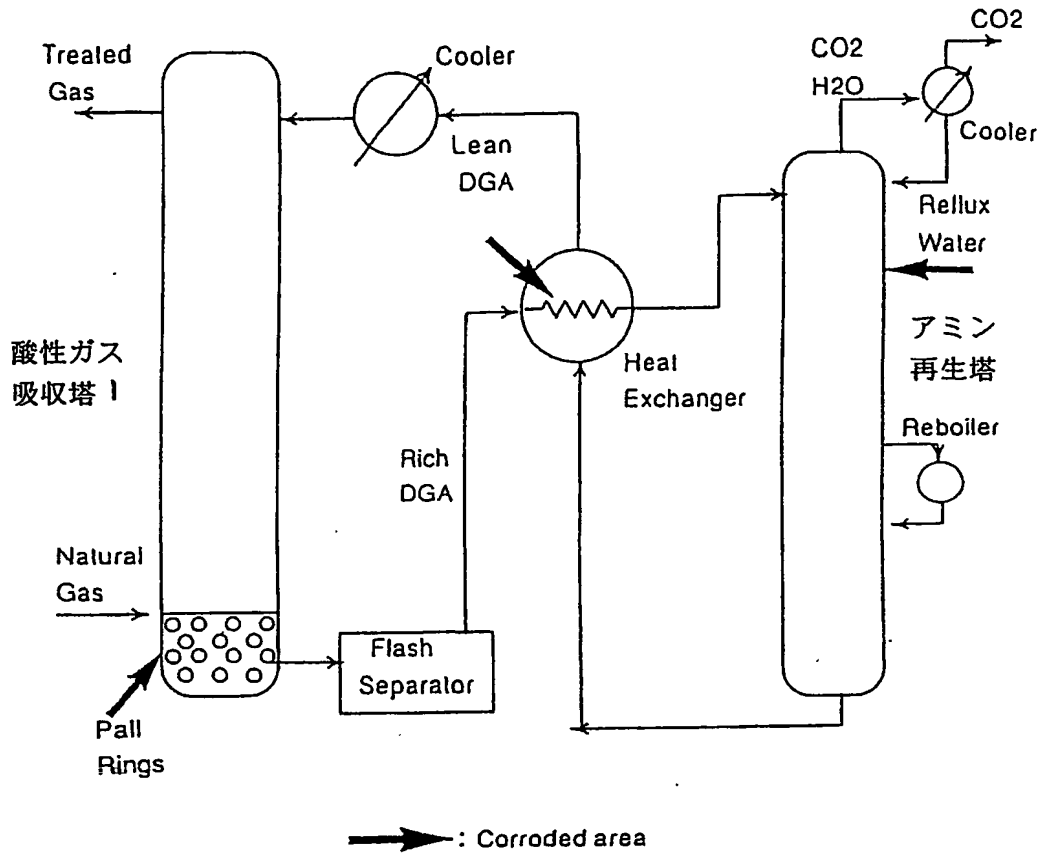 Treated
Gas
Cooler
Lean
DGA
CO2
H2O
CO2
Cooler
Rellux
Water
酸性ガス
吸収塔 1
アミン
再生塔
Heat
Exchanger
Reboiler
Rich
DGA
Natural
Gas
Flash
Separator
Pall
Rings
: Corroded area